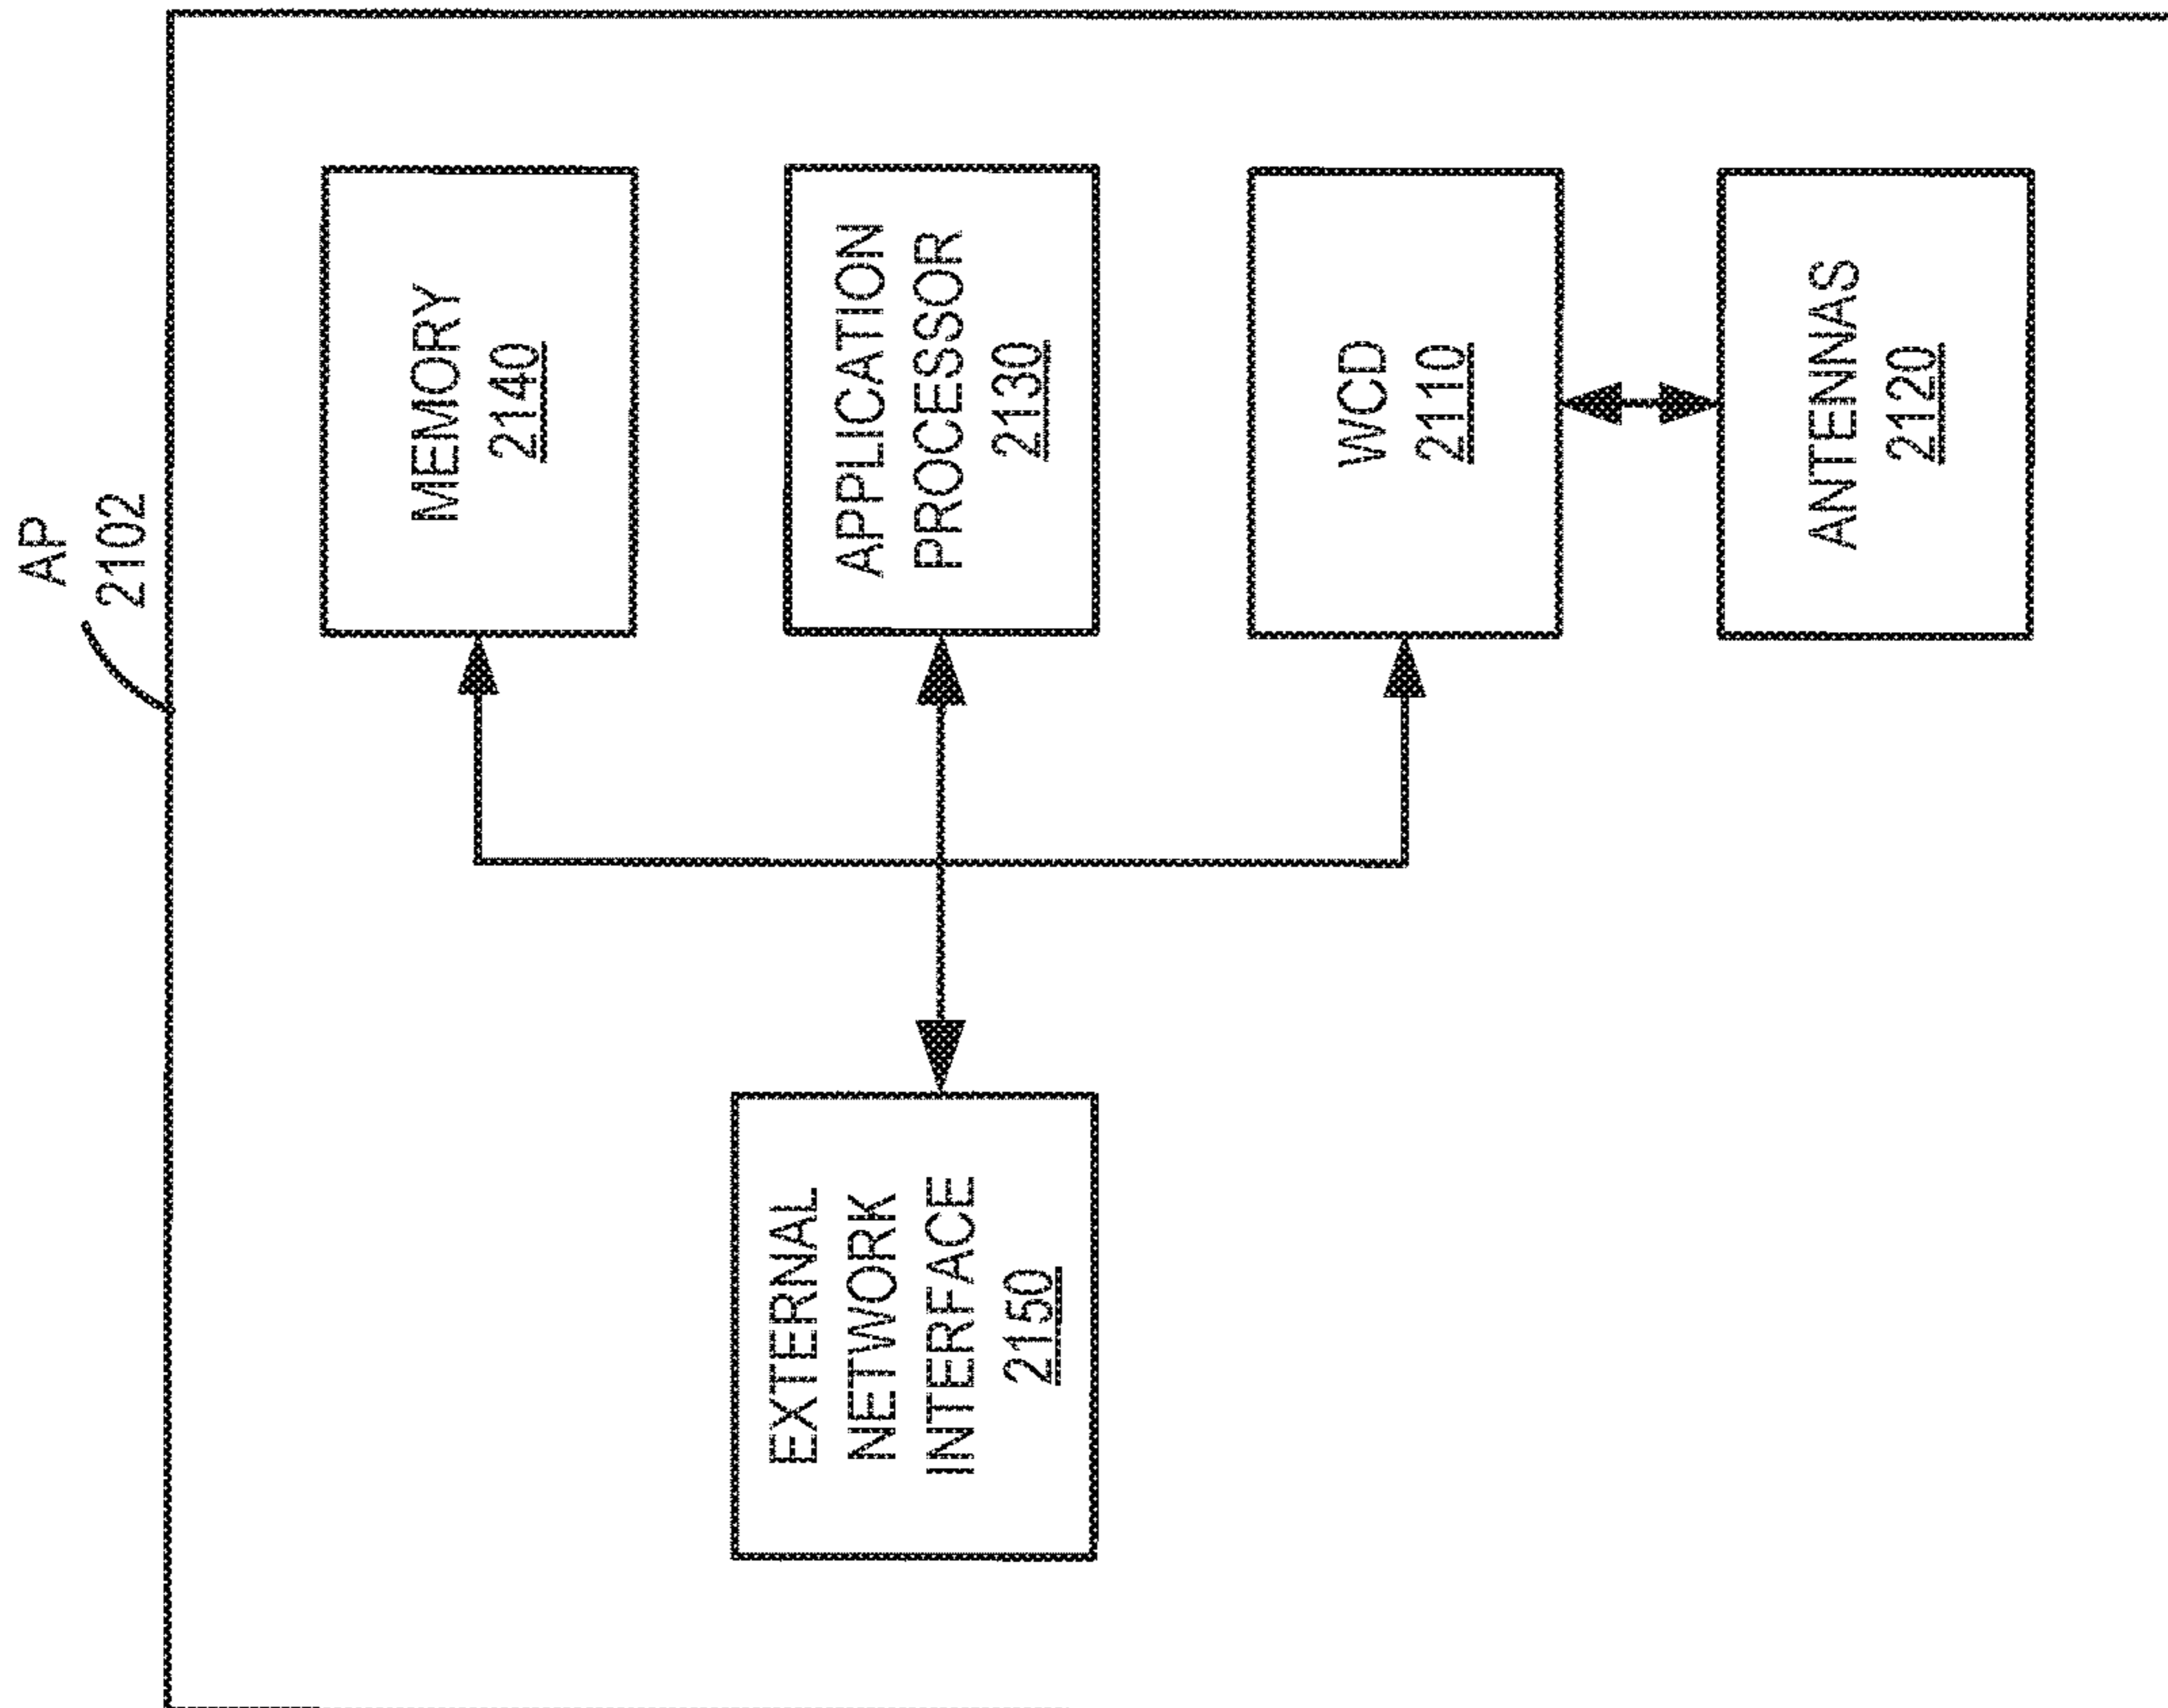 AP
2102
MEMORY
2140
APPLICATION
PROCESSOR
2130
WCD
2110
ANTENNAS
2120
EXTERNAL
NETWORK
INTERFACE
2150